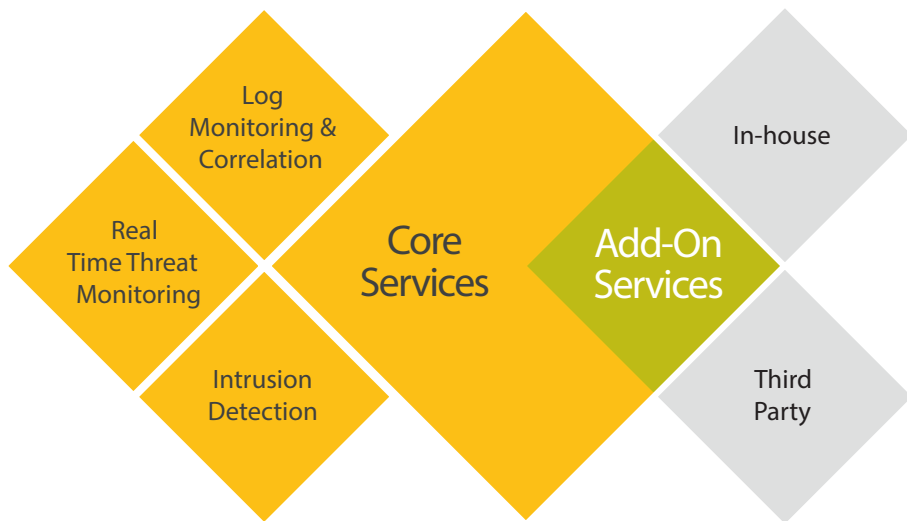 Log
Monitoring &
Correlation
Real
Time Threat
Monitoring
Intrusion
Detection
Core
Services
Add-On
Services
In-house
Third
Party